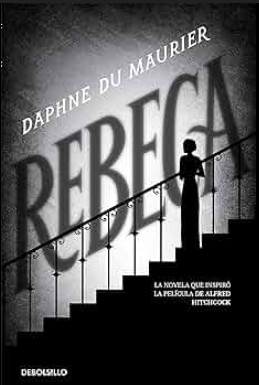 DAPHNE DU MAURIER
REBECA
LA NOVELA QUE INSPIRÓ
LA PELÍCULA DE ALFRED
HITCHCOCK
DEBOLSILLO